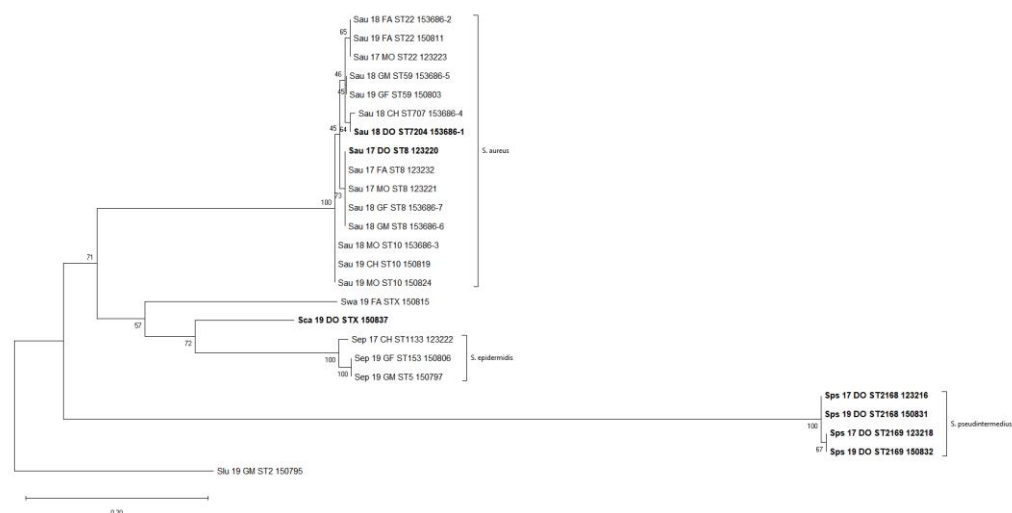 Sau 18 FA ST22 153686-2
65
Sau 19 FA ST22 150811
Sau 17 MO ST22 123223
46
Sau 18 GM ST59 153686-5
45
Sau 19 GF ST59 150803
Sau 18 CH ST707 153686-4
45
64
Sau 18 DO ST7204 153686-1
Sau 17 DO ST8 123220
S. aureus
Sau 17 FA ST8 123232
Sau 17 MO ST8 123221
73
100
Sau 18 GF ST8 153686-7
Sau 18 GM ST8 153686-6
Sau 18 MO ST10 153686-3
71
Sau 19 CH ST10 150819
Sau 19 MO ST10 150824
Swa 19 FA STX 150815
57
Sca 19 DO STX 150837
72
Sep 17 CH ST1133 123222
100
Sep 19 GF ST153 150806
S. epidermidis
100
Sep 19 GM ST5 150797
Sps 17 DO ST2168 123216
Sps 19 DO ST2168 150831
100
S. pseudintermedius
Sps 17 DO ST2169 123218
67
Sps 19 DO ST2169 150832
Slu 19 GM ST2 150795
0.20